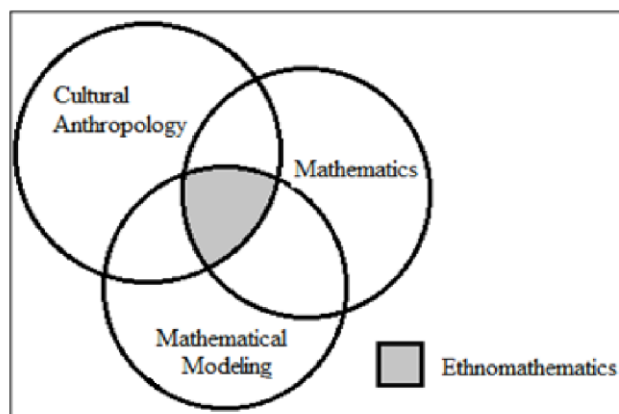 Cultural
Anthropology
Mathematics
Mathematical
Modeling
Ethnomathematics